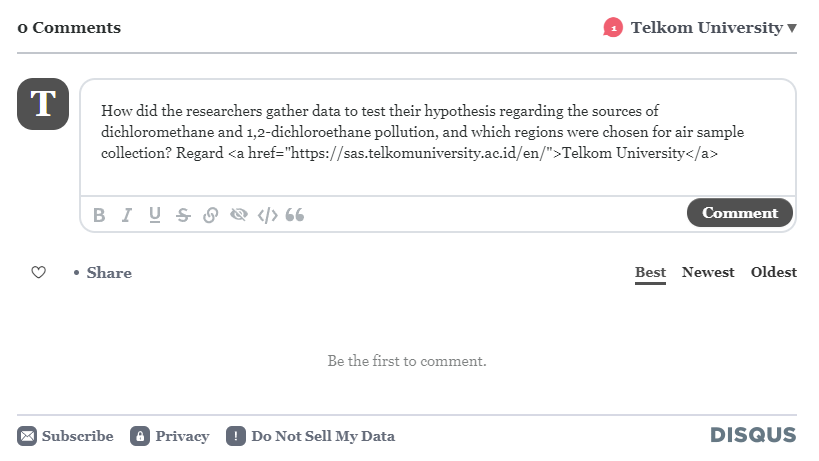 0 Comments
1 Telkom University
T
How did the researchers gather data to test their hypothesis regarding the sources of
dichloromethane and 1,2-dichloroethane pollution, and which regions were chosen for air sample
collection? Regard <a href="https://sas.telkomuniversity.ac.id/en/">Telkom University</a>
B I U S </> Comment
• Share Best Newest Oldest
Be the first to comment.
Subscribe Privacy ! Do Not Sell My Data DISQUS